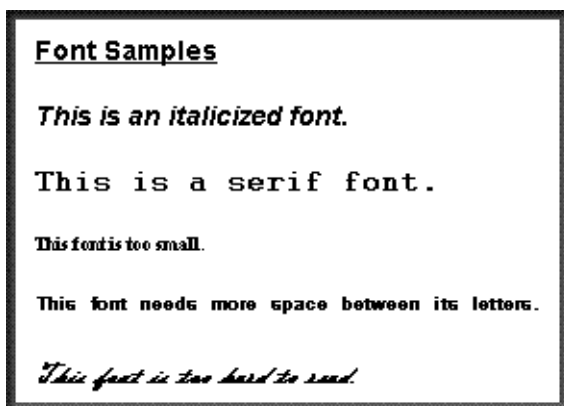 Font Samples
This is an italicized font.
This is a serif font.
This font is too small.
This font needs more space between its letters.
This font is too hard to read.